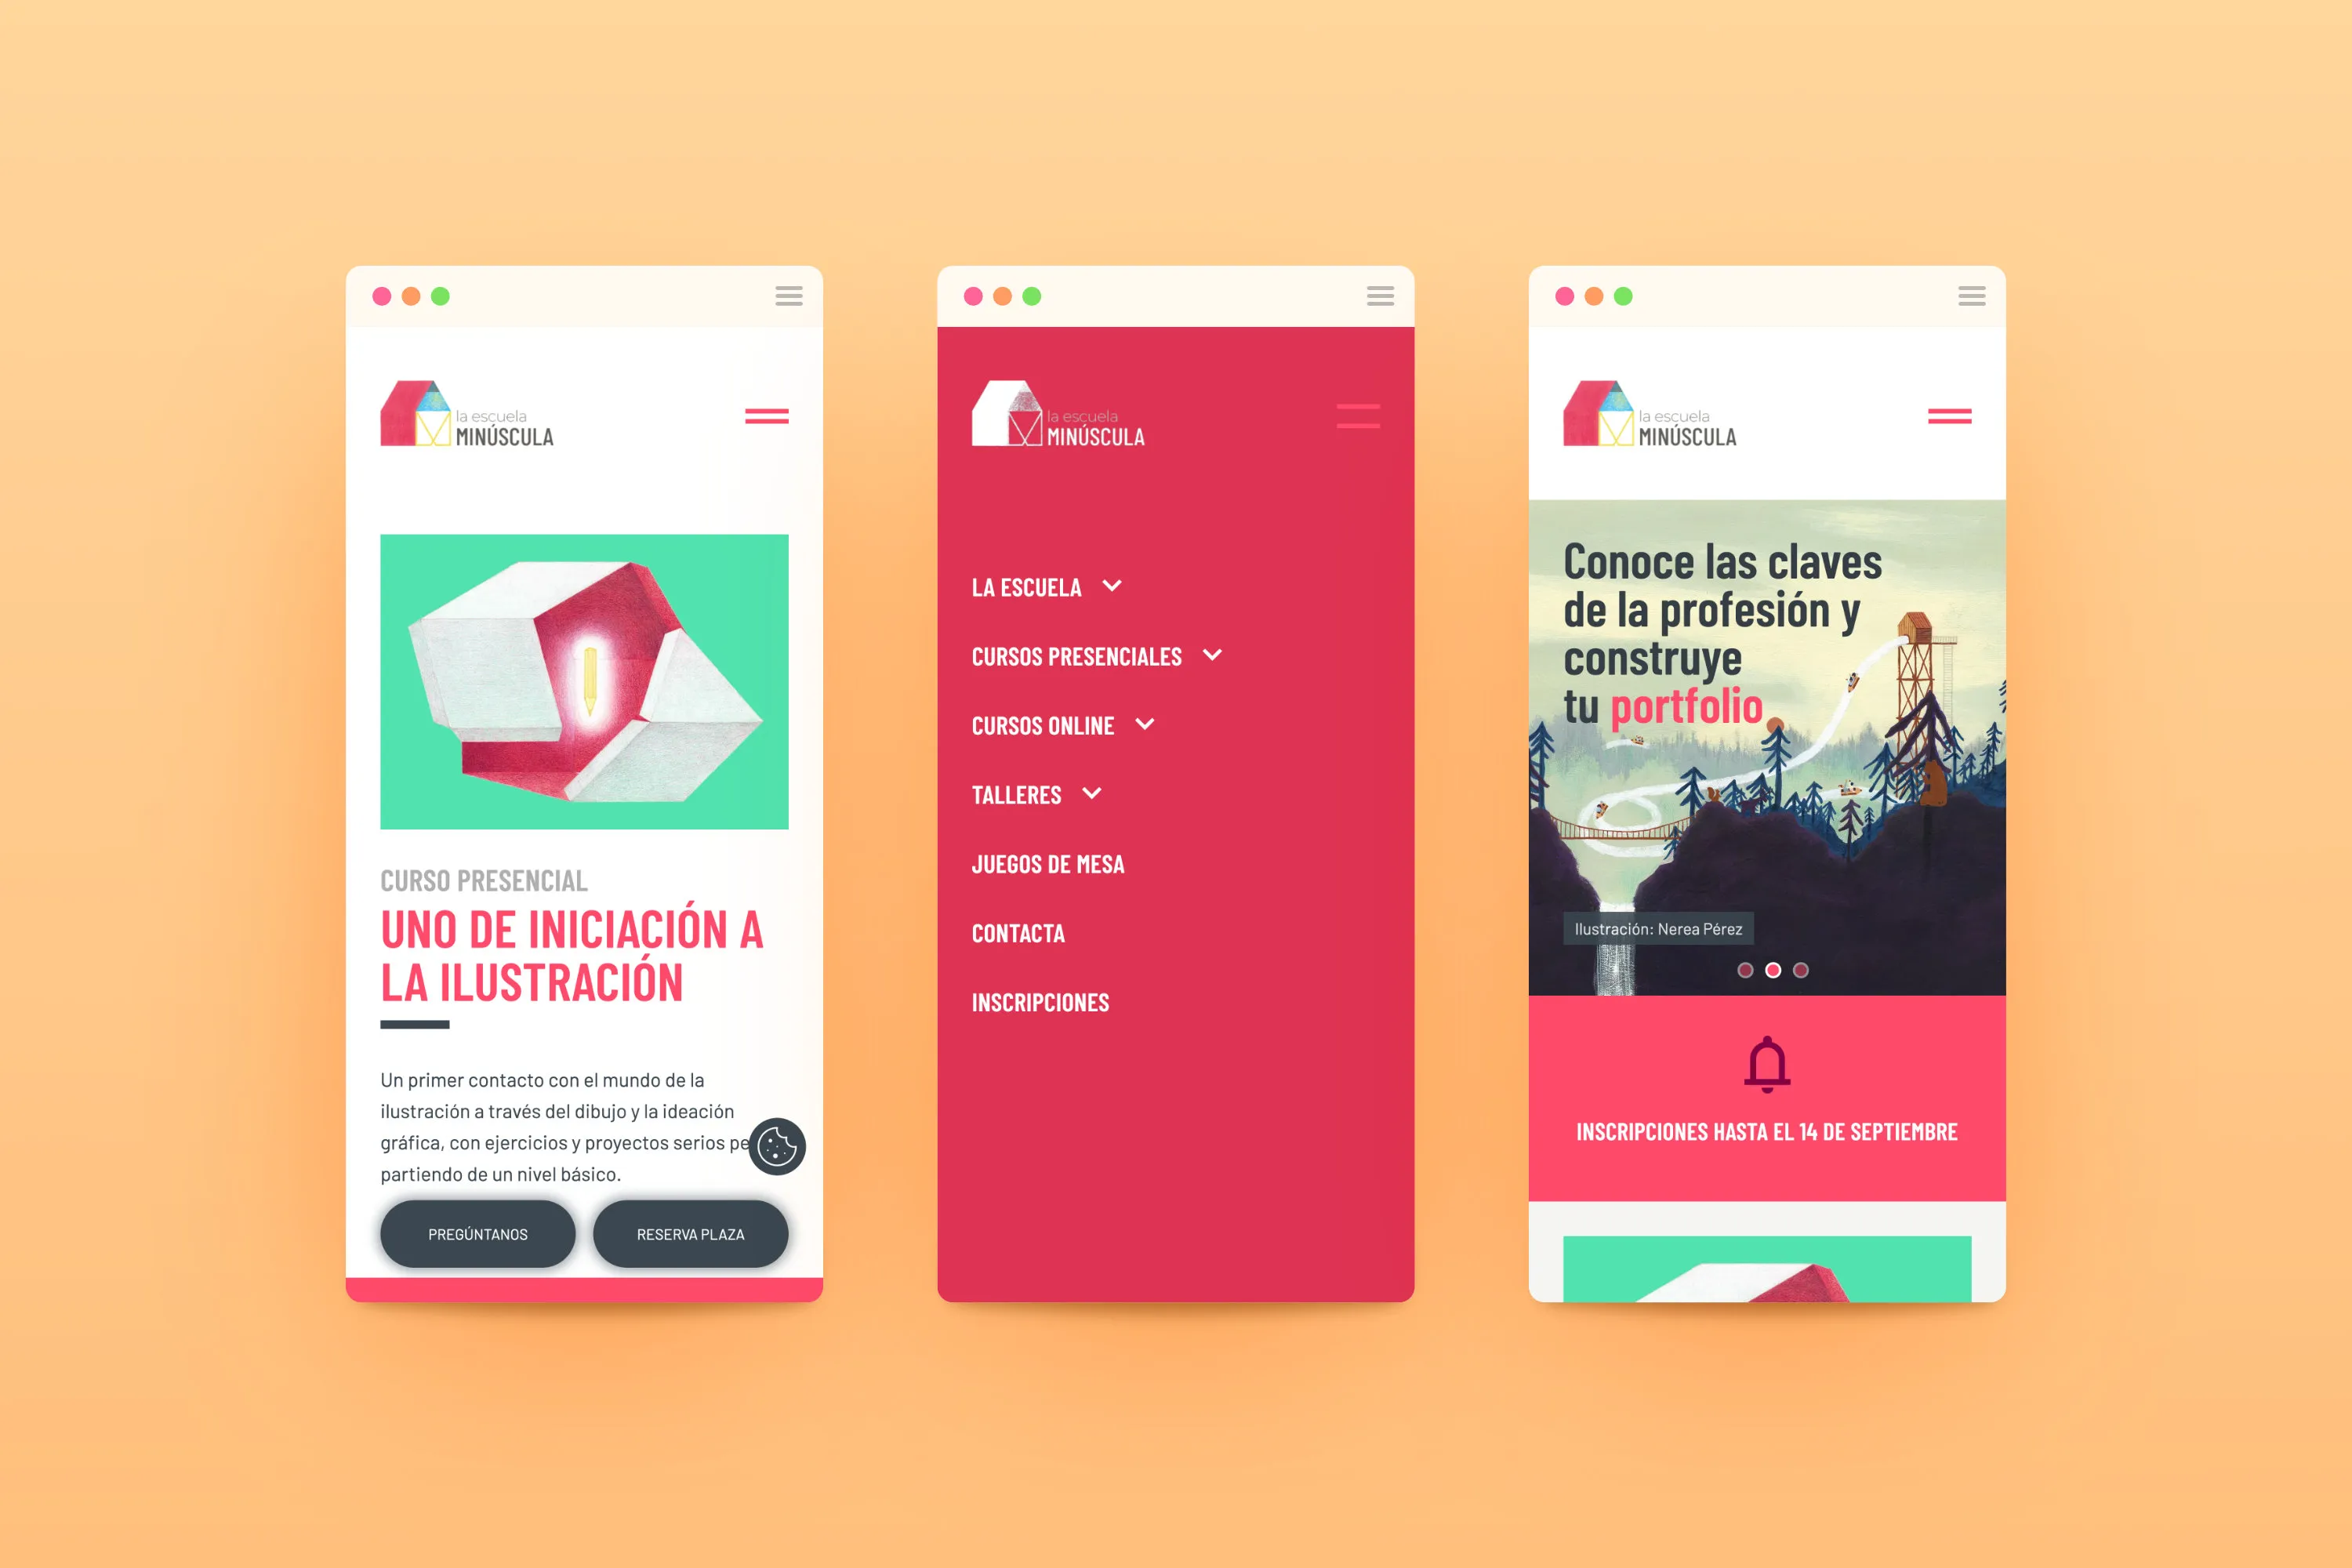 la escuela
MINÚSCULA
CURSO PRESENCIAL
UNO DE INICIACIÓN A
LA ILUSTRACIÓN
Un primer contacto con el mundo de la
ilustración a través del dibujo y la ideación
gráfica, con ejercicios y proyectos serios pe
partiendo de un nivel básico.
PREGÚNTANOS
RESERVA PLAZA
la escuela
MINÚSCULA
LA ESCUELA
CURSOS PRESENCIALES
CURSOS ONLINE
TALLERES
JUEGOS DE MESA
CONTACTA
INSCRIPCIONES
la escuela
MINÚSCULA
Conoce las claves
de la profesión y
construye
tu portfolio
Ilustración: Nerea Pérez
INSCRIPCIONES HASTA EL 14 DE SEPTIEMBRE